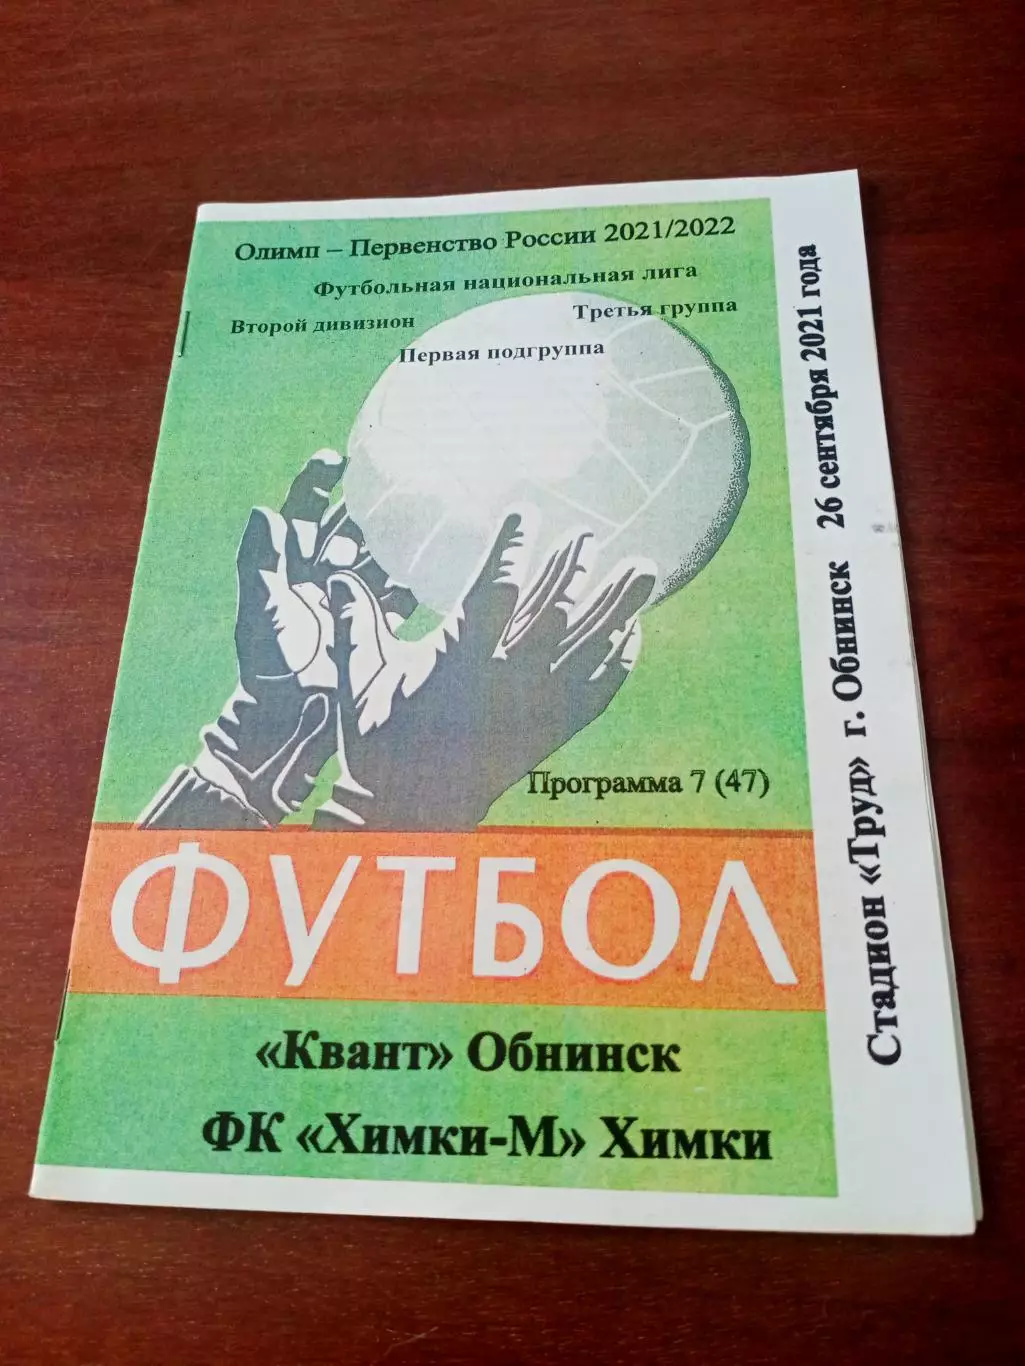 Олимп – Первенство России 2021/2022
Футбольная национальная лига
Второй дивизион
Третья группа
Первая подгруппа
Программа 7 (47)
ФУТБОЛ
«Квант» Обнинск
ФК «Химки-М» Химки
Стадион «Труд» г. Обнинск 26 сентября 2021 года